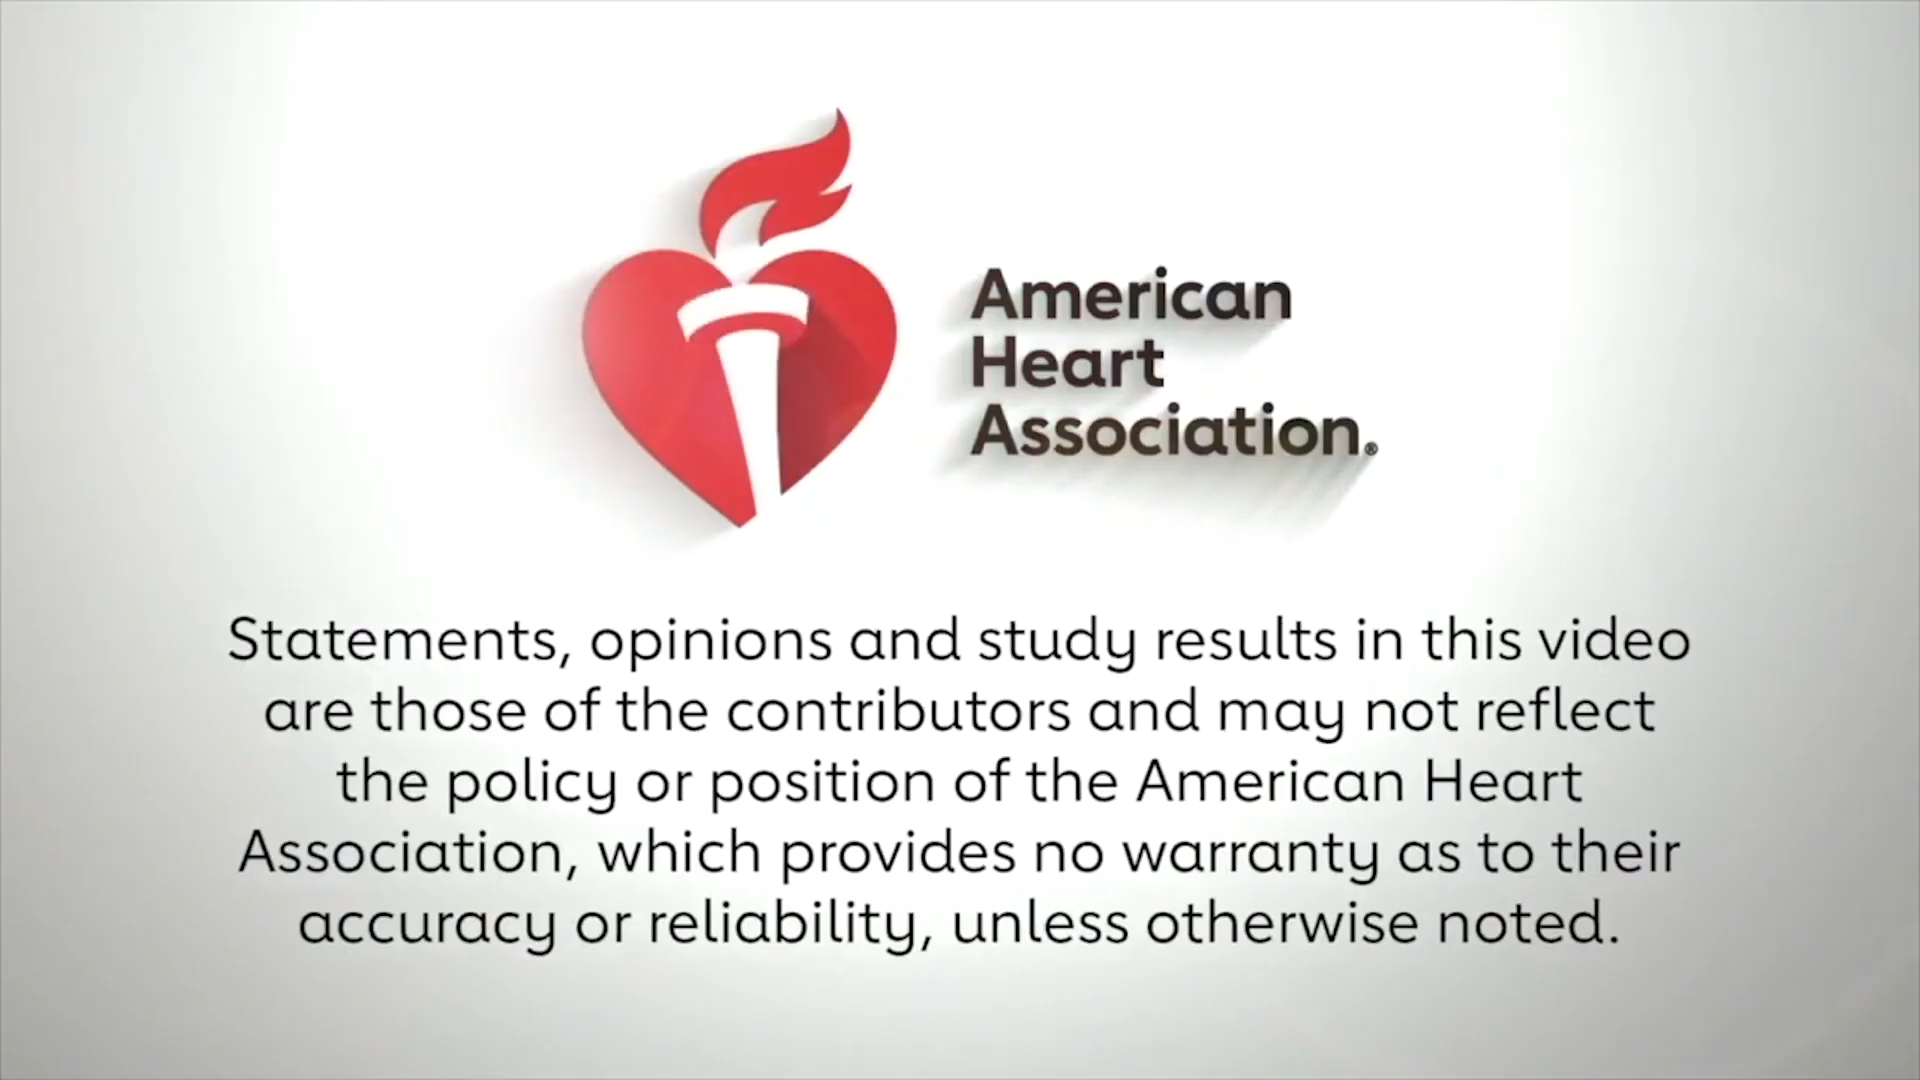 American
Heart
Association®
Statements, opinions and study results in this video
are those of the contributors and may not reflect
the policy or position of the American Heart
Association, which provides no warranty as to their
accuracy or reliability, unless otherwise noted.